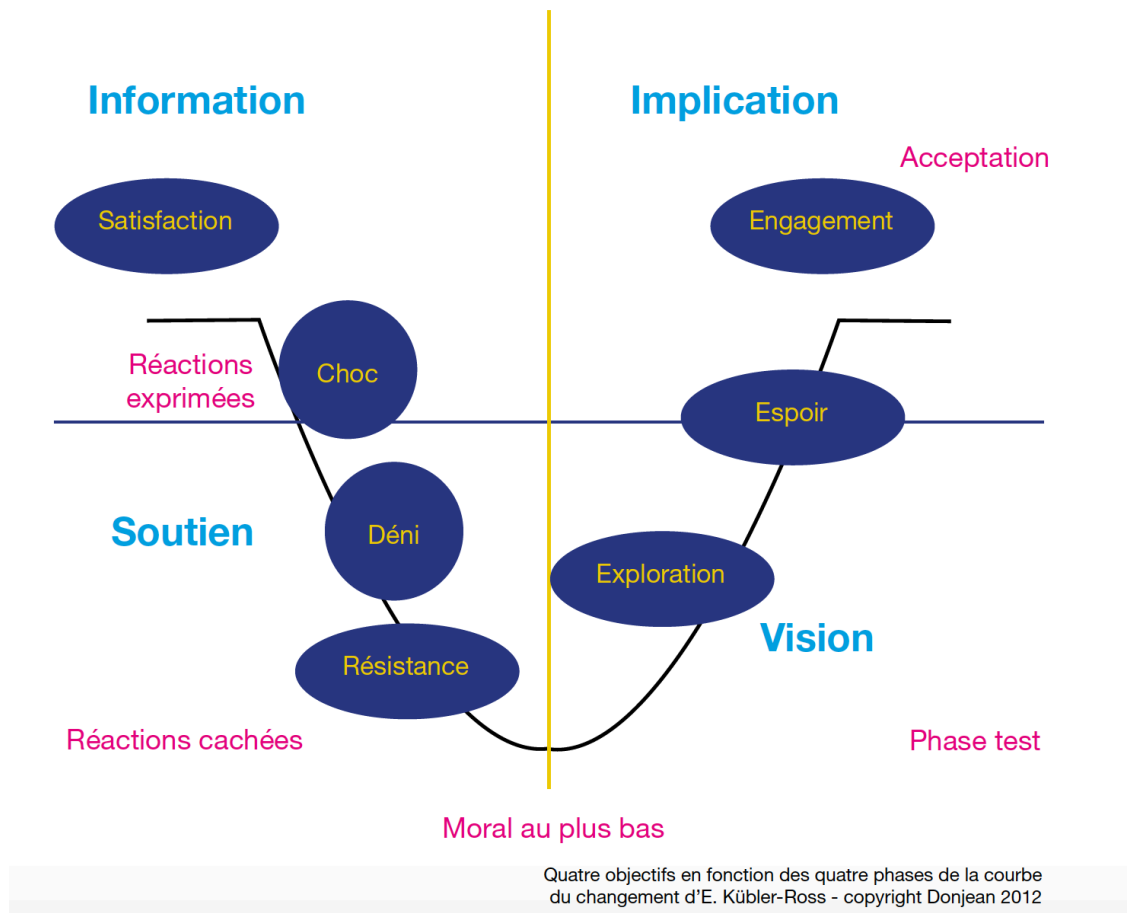 Information
Implication
Acceptation
Satisfaction
Engagement
Réactions
exprimées
Choc
Espoir
Soutien
Déni
Exploration
Vision
Résistance
Réactions cachées
Phase test
Moral au plus bas
Quatre objectifs en fonction des quatre phases de la courbe
du changement d’E. Kübler-Ross - copyright Donjean 2012